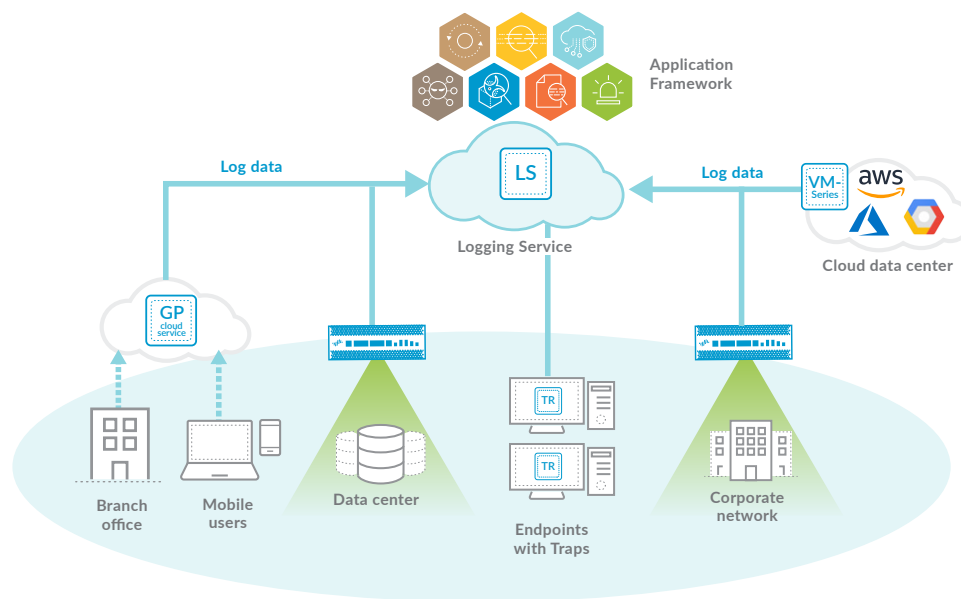 Application
Framework
Log data
LS
Log data
VM-
Series
aws
Logging Service
Cloud data center
GP
cloud
service
TR
TR
Branch
office
Mobile
users
Data center
Endpoints
with Traps
Corporate
network